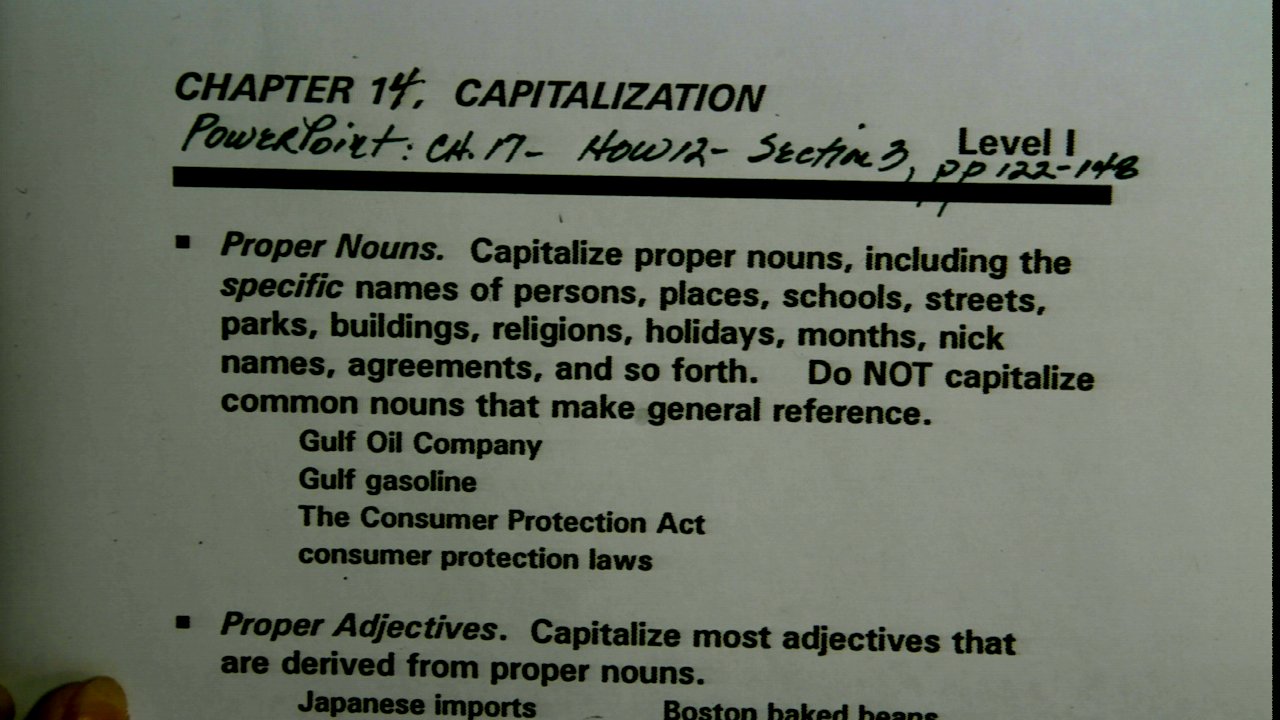 CHAPTER 14, CAPITALIZATION
PowerPoint: CH. 17- HOW12- Section 3, pp 122-148
Level I
▪ Proper Nouns. Capitalize proper nouns, including the
specific names of persons, places, schools, streets,
parks, buildings, religions, holidays, months, nick
names, agreements, and so forth. Do NOT capitalize
common nouns that make general reference.
Gulf Oil Company
Gulf gasoline
The Consumer Protection Act
consumer protection laws
▪ Proper Adjectives. Capitalize most adjectives that
are derived from proper nouns.
Japanese imports Boston baked beans